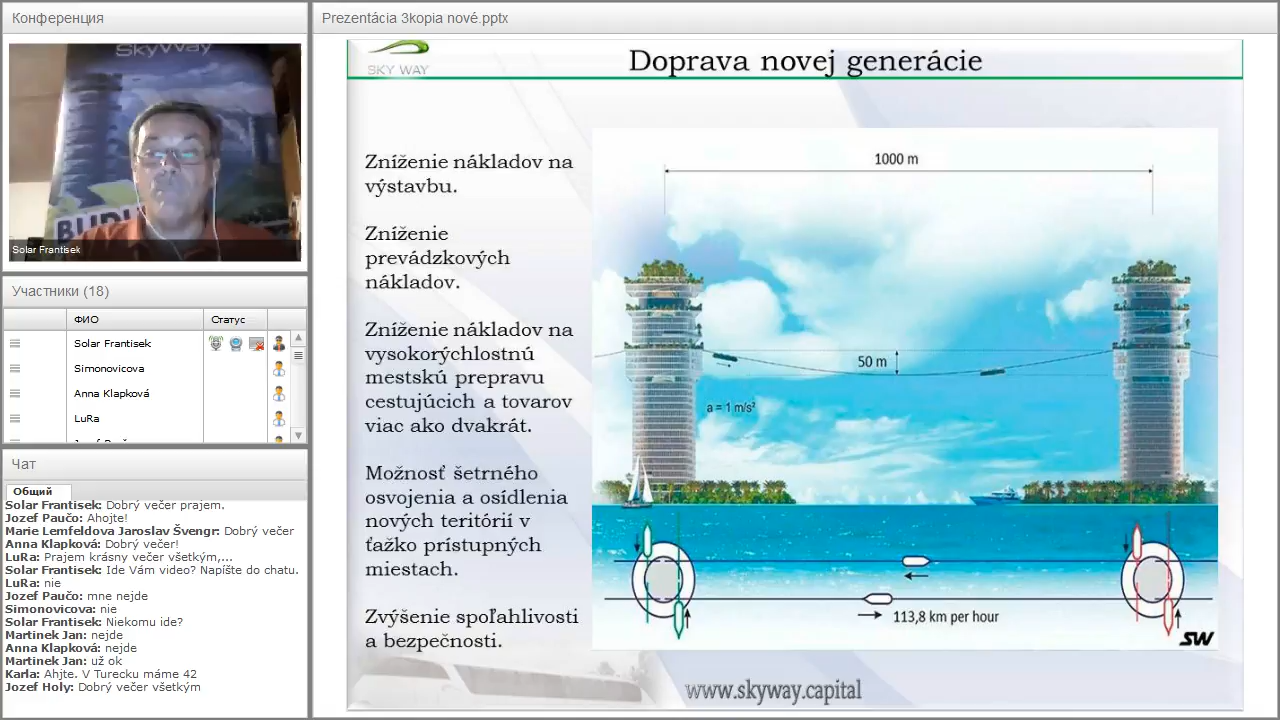 Конференция
SkyWay
BUDU
Solar Frantisek
Участники (18)
ФИО
Статус
Solar Frantisek
Simonovicova
Anna Klapková
LuRa
Чат
Общий
Solar Frantisek: Dobrý večer prajem.
Jozef Paučo: Ahojte!
Marie Lemfeldova Jaroslav Švengr: Dobrý večer
Anna Klapková: Dobrý večer!
LuRa: Prajem krásny večer všetkým,...
Solar Frantisek: Ide Vám video? Napíšte do chatu.
LuRa: nie
Jozef Paučo: mne nejde
Simonovicova: nie
Solar Frantisek: Niekomu ide?
Martinek Jan: nejde
Anna Klapková: nejde
Martinek Jan: už ok
Karla: Ahjte. V Turecku máme 42
Jozef Holy: Dobrý večer všetkým
Prezentácia 3kopia nové.pptx
SKY WAY
Doprava novej generácie
Zníženie nákladov na
výstavbu.
Zníženie
prevádzkových
nákladov.
Zníženie nákladov na
vysokorýchlostnú
mestskú prepravu
cestujúcich a tovarov
viac ako dvakrát.
Možnosť šetrného
osvojenia a osídlenia
nových teritórií v
ťažko prístupných
miestach.
Zvýšenie spoľahlivosti
a bezpečnosti.
1000 m
50 m
a = 1 m/s²
113,8 km per hour
SW
www.skyway.capital